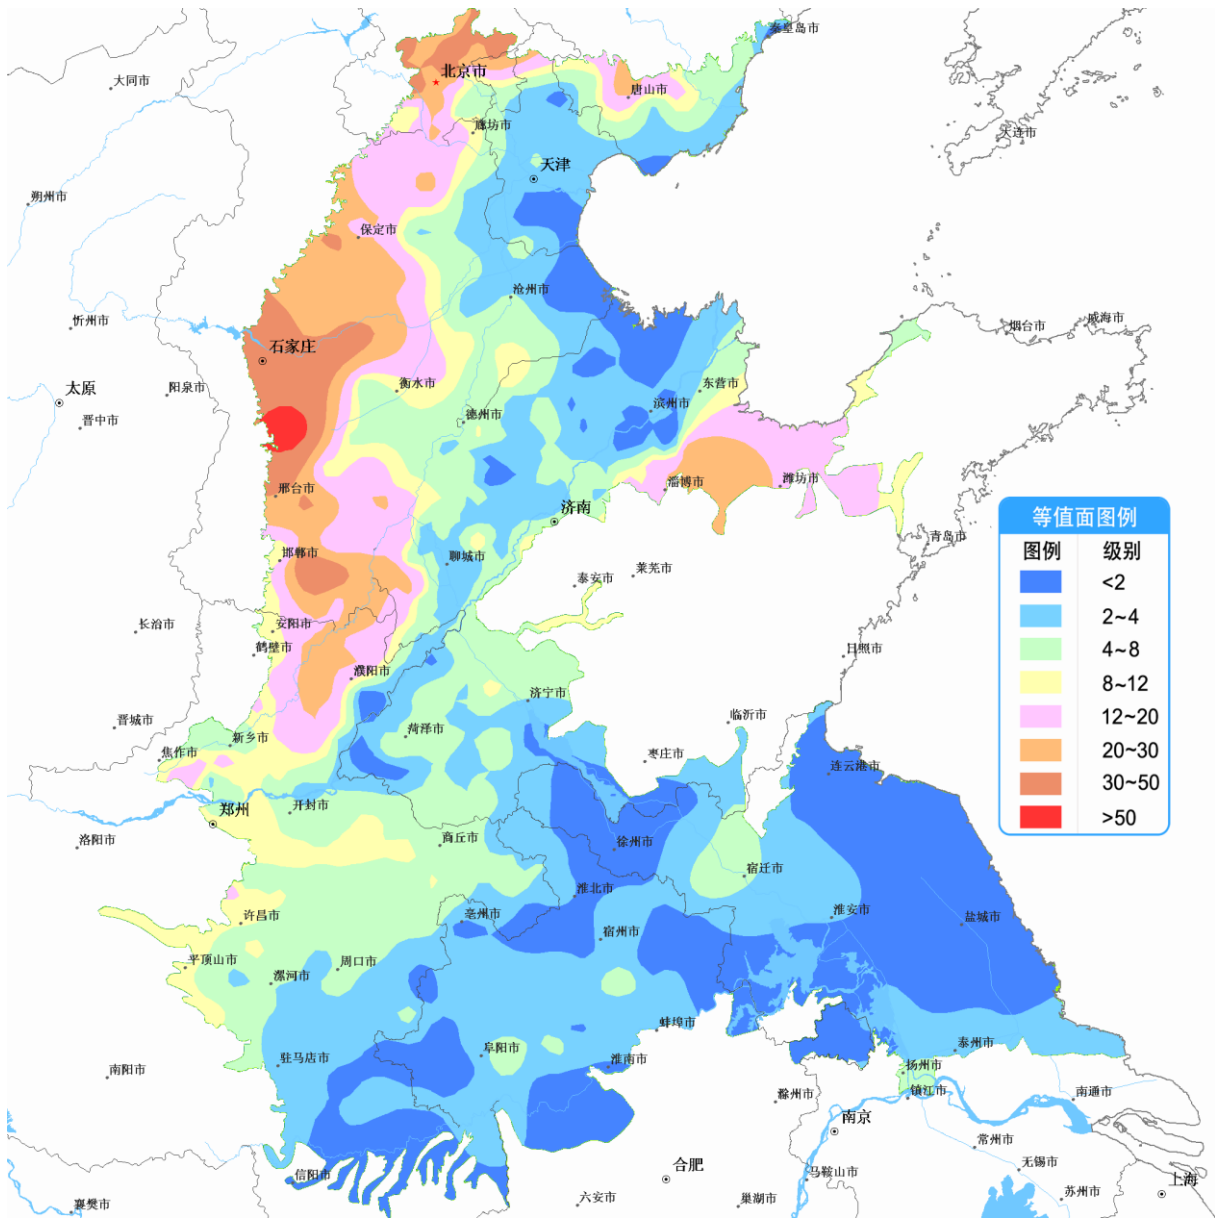 秦皇岛市
大同市
北京市
唐山市
廊坊市
大连市
天津
朔州市
保定市
沧州市
忻州市
烟台市
威海市
石家庄
太原
阳泉市
衡水市
东营市
滨州市
晋中市
德州市
邢台市
淄博市
潍坊市
济南
青岛市
邯郸市
聊城市
泰安市
莱芜市
长治市
安阳市
鹤壁市
日照市
濮阳市
济宁市
晋城市
菏泽市
临沂市
新乡市
焦作市
枣庄市
连云港市
郑州
开封市
洛阳市
商丘市
徐州市
宿迁市
淮北市
许昌市
亳州市
淮安市
盐城市
宿州市
平顶山市
漯河市
周口市
蚌埠市
驻马店市
阜阳市
淮南市
泰州市
扬州市
南阳市
滁州市
镇江市
南通市
南京
常州市
合肥
无锡市
信阳市
马鞍山市
上海
襄樊市
六安市
巢湖市
苏州市
等值面图例
图例 级别
<2
2~4
4~8
8~12
12~20
20~30
30~50
>50